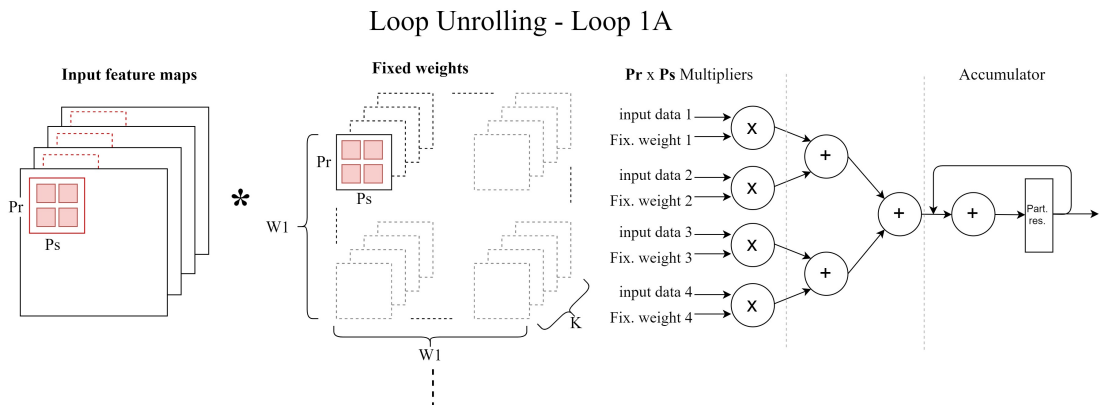 Loop Unrolling - Loop 1A
Input feature maps
Pr
Ps
*
Fixed weights
Pr
Ps
W1
W1
K
Pr x Ps Multipliers
input data 1
Fix. weight 1
X
input data 2
Fix. weight 2
X
input data 3
Fix. weight 3
X
input data 4
Fix. weight 4
X
+
+
+
Accumulator
+
Part.
res.